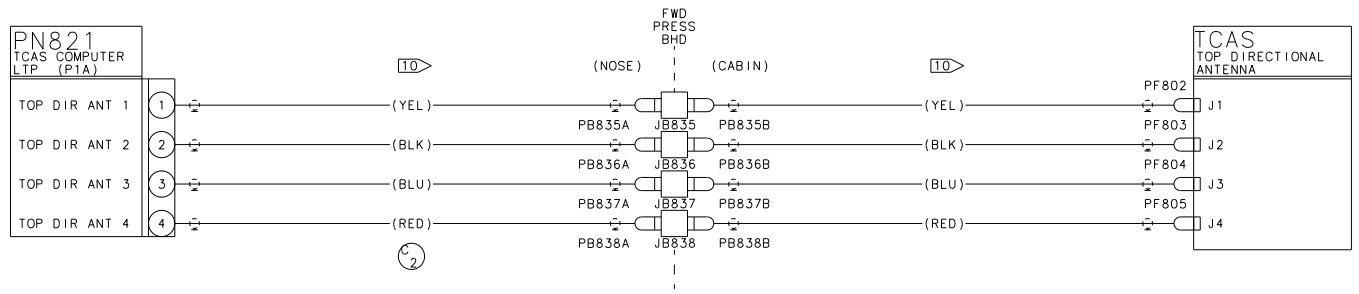 FWD
PRESS
BHD
PN821
TCAS COMPUTER
LTP (P1A)
10
(NOSE)
(CABIN)
10
TCAS
TOP DIRECTIONAL
ANTENNA
TOP DIR ANT 1
1
(YEL)
PB835A
JB835
PB835B
(YEL)
PF802
J1
TOP DIR ANT 2
2
(BLK)
PB836A
JB836
PB836B
(BLK)
PF803
J2
TOP DIR ANT 3
3
(BLU)
PB837A
JB837
PB837B
(BLU)
PF804
J3
TOP DIR ANT 4
4
(RED)
PB838A
JB838
PB838B
(RED)
PF805
J4
C
2